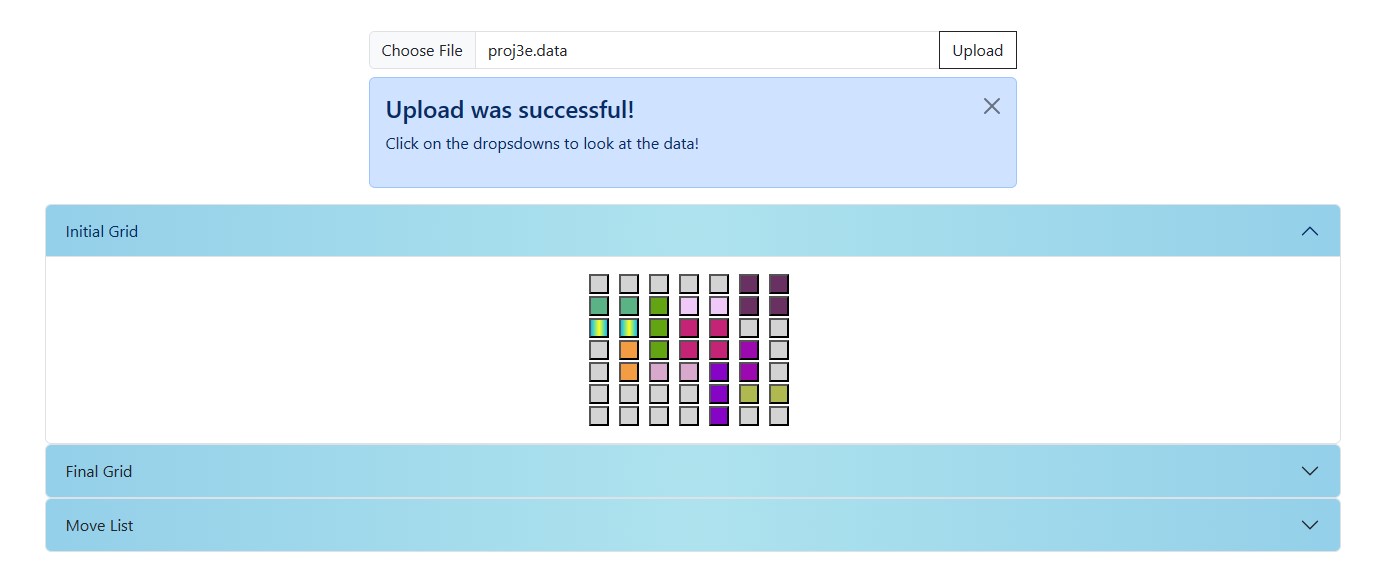 Choose File proj3e.data Upload
Upload was successful!
Click on the dropsdowns to look at the data!
Initial Grid
Final Grid
Move List